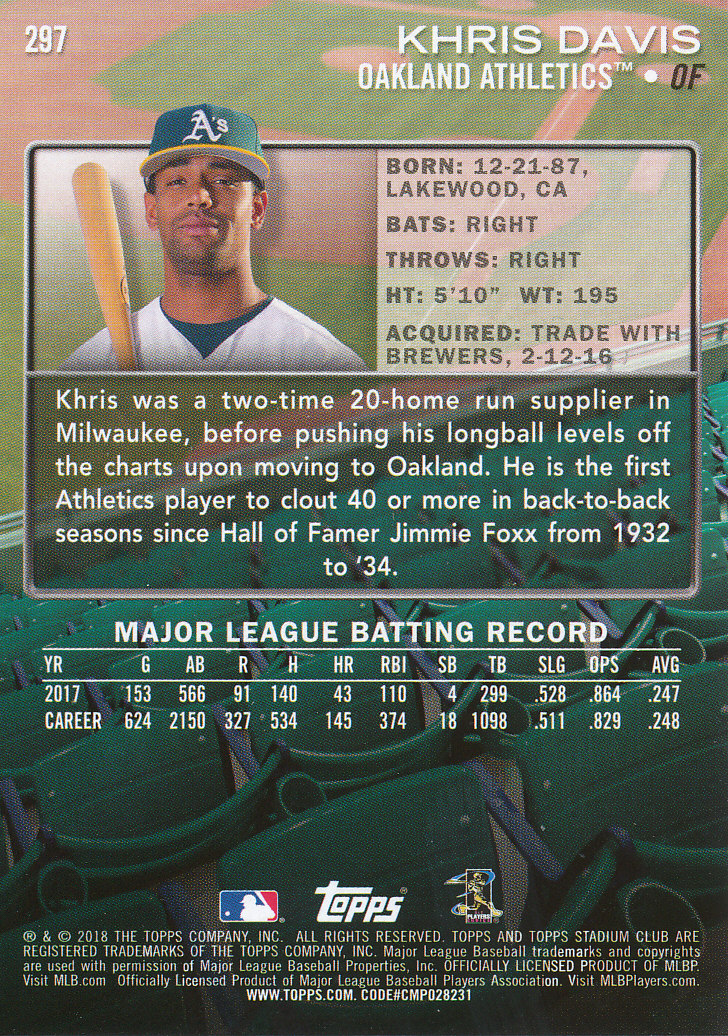 297
KHRIS DAVIS
OAKLAND ATHLETICS™ • OF
A's
BORN: 12-21-87,
LAKEWOOD, CA
BATS: RIGHT
THROWS: RIGHT
HT: 5'10” WT: 195
ACQUIRED: TRADE WITH
BREWERS, 2-12-16
Khris was a two-time 20-home run supplier in
Milwaukee, before pushing his longball levels off
the charts upon moving to Oakland. He is the first
Athletics player to clout 40 or more in back-to-back
seasons since Hall of Famer Jimmie Foxx from 1932
to ‘34.
MAJOR LEAGUE BATTING RECORD
YR G AB R H HR RBI SB TB SLG OPS AVG
2017 153 566 91 140 43 110 4 299 .528 .864 .247
CAREER 624 2150 327 534 145 374 18 1098 .511 .829 .248
topps®
PLAYERS
® & © 2018 THE TOPPS COMPANY, INC. ALL RIGHTS RESERVED. TOPPS AND TOPPS STADIUM CLUB ARE
REGISTERED TRADEMARKS OF THE TOPPS COMPANY, INC. Major League Baseball trademarks and copyrights
are used with permission of Major League Baseball Properties, Inc. OFFICIALLY LICENSED PRODUCT OF MLBP.
Visit MLB.com Officially Licensed Product of Major League Baseball Players Association. Visit MLBPlayers.com.
WWW.TOPPS.COM. CODE#CMP028231